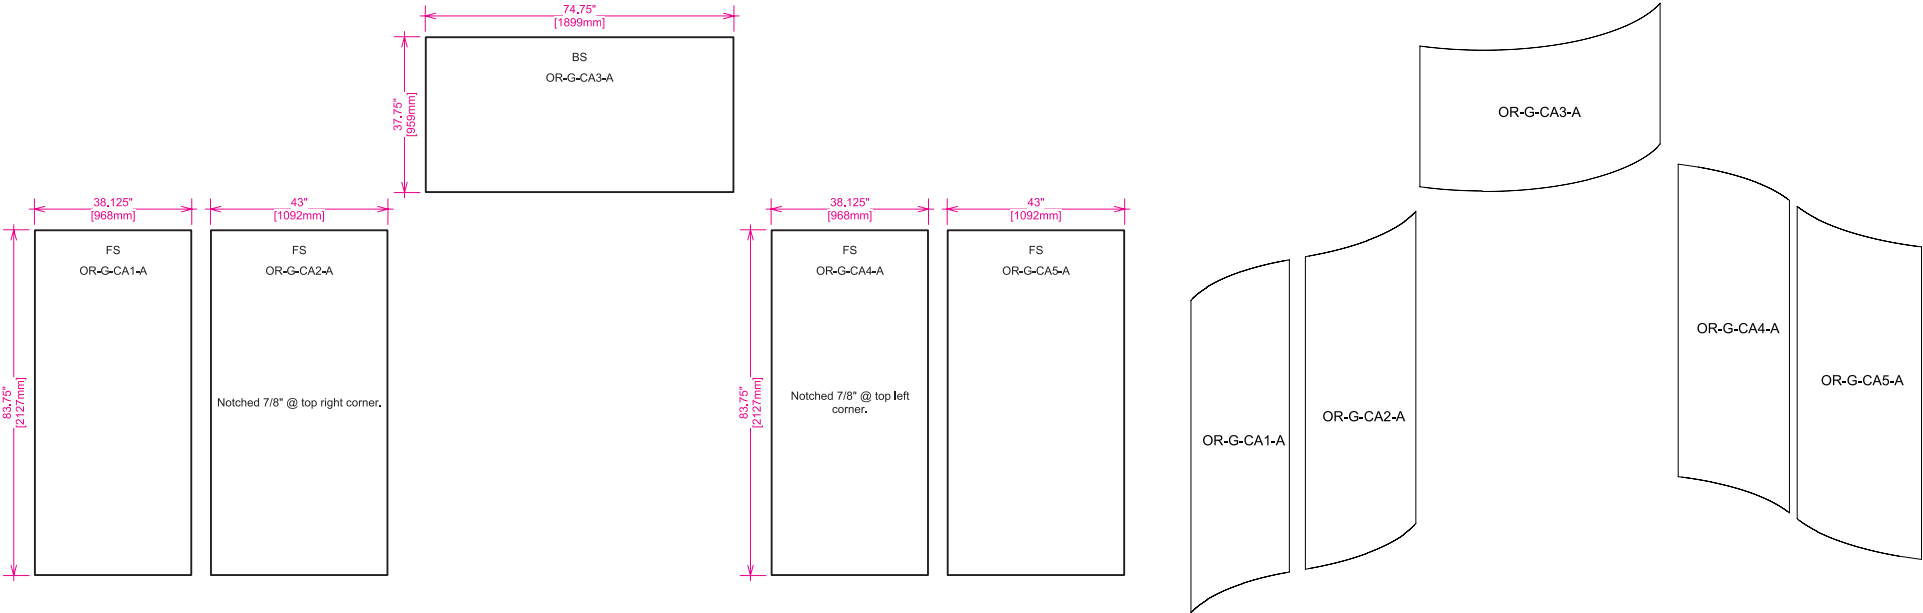 74.75"
[1899mm]
37.75"
[959mm]
BS
OR-G-CA3-A
38.125"
[968mm]
43"
[1092mm]
83.75"
[2127mm]
FS
OR-G-CA1-A
FS
OR-G-CA2-A
Notched 7/8" @ top right corner.
38.125"
[968mm]
43"
[1092mm]
83.75"
[2127mm]
FS
OR-G-CA4-A
Notched 7/8" @ top left
corner.
FS
OR-G-CA5-A
OR-G-CA3-A
OR-G-CA4-A
OR-G-CA5-A
OR-G-CA2-A
OR-G-CA1-A